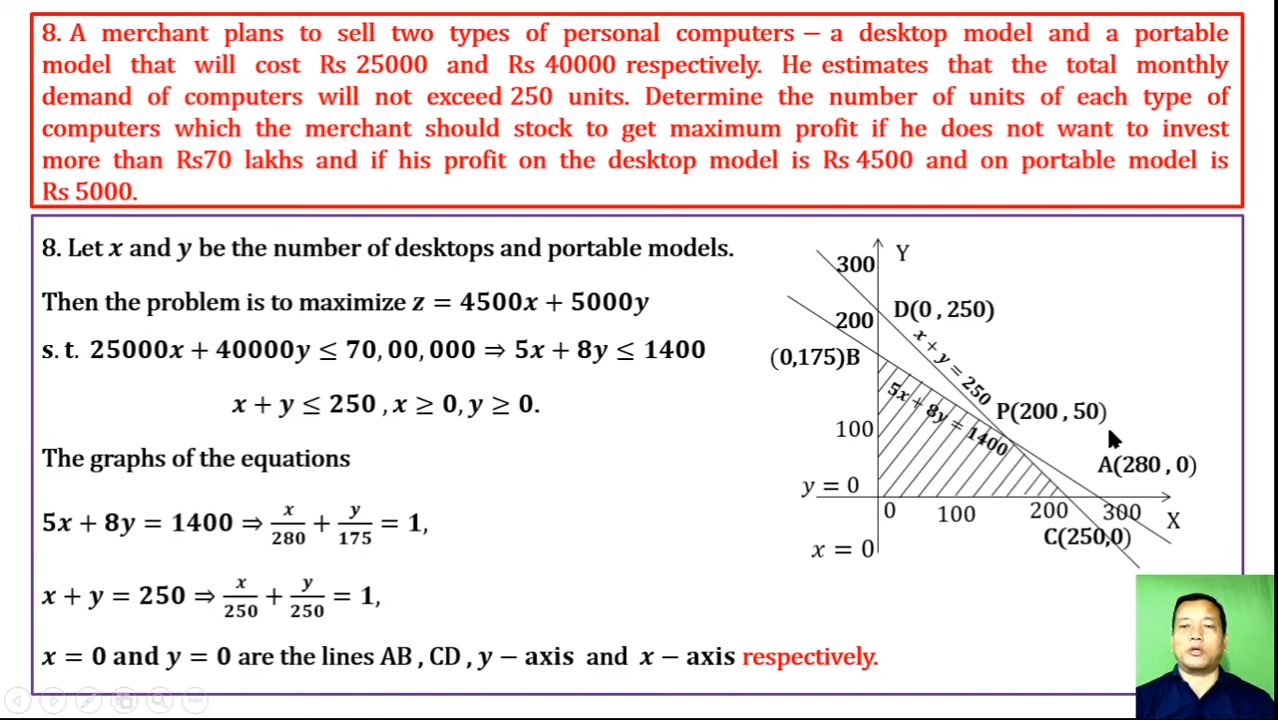 8. A merchant plans to sell two types of personal computers – a desktop model and a portable
model that will cost Rs 25000 and Rs 40000 respectively. He estimates that the total monthly
demand of computers will not exceed 250 units. Determine the number of units of each type of
computers which the merchant should stock to get maximum profit if he does not want to invest
more than Rs70 lakhs and if his profit on the desktop model is Rs 4500 and on portable model is
Rs 5000.
8. Let x and y be the number of desktops and portable models.
Then the problem is to maximize z = 4500x + 5000y
s. t. 25000x + 40000y ≤ 70,00,000 ⇒ 5x + 8y ≤ 1400
x + y ≤ 250 , x ≥ 0, y ≥ 0.
The graphs of the equations
5x + 8y = 1400 ⇒ x/280 + y/175 = 1,
x + y = 250 ⇒ x/250 + y/250 = 1,
x = 0 and y = 0 are the lines AB , CD , y − axis and x − axis respectively.
Y
300
D(0 , 250)
200
x + y = 250
(0,175)B
5x + 8y = 1400
P(200 , 50)
100
A(280 , 0)
y = 0
0 100 200 300 X
C(250,0)
x = 0